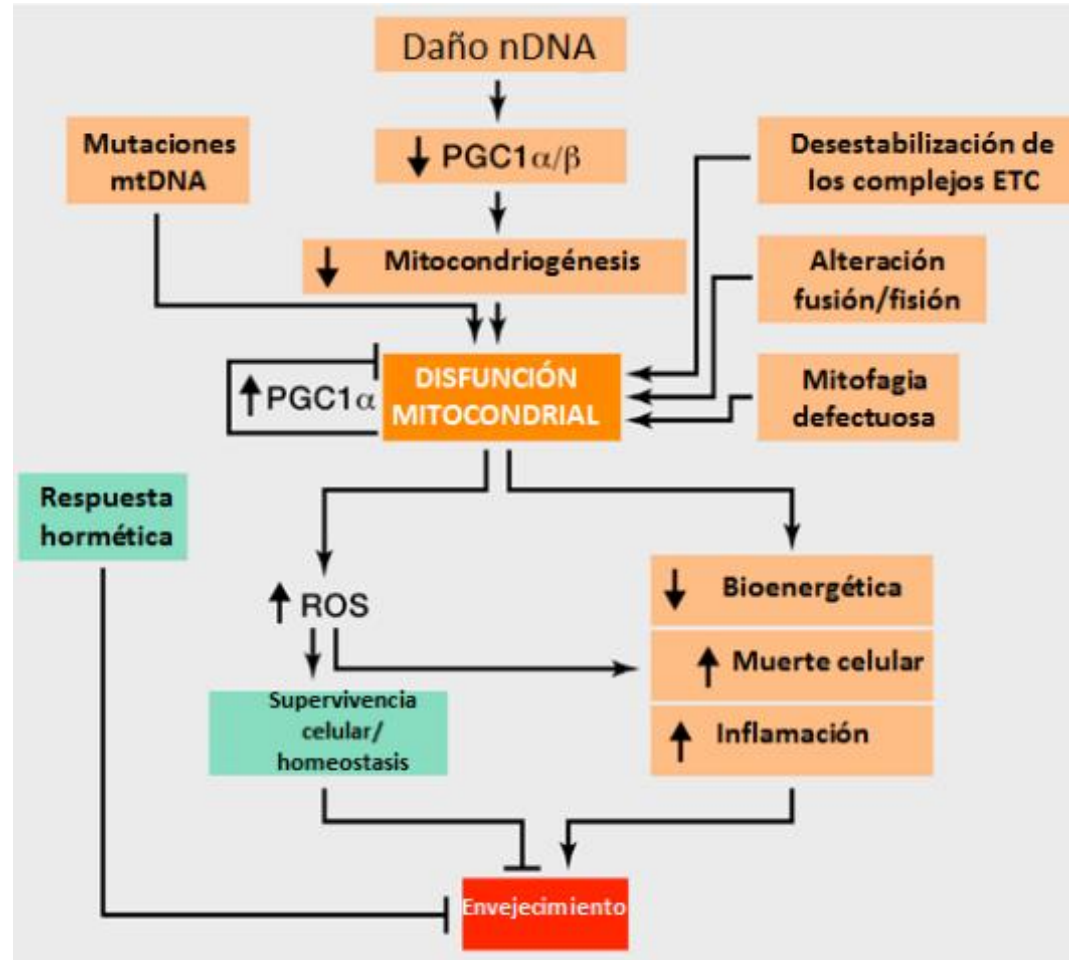 Daño nDNA
Mutaciones
mtDNA
↓ PGC1α/β
Desestabilización de
los complejos ETC
↓ Mitocondriogénesis
Alteración
fusión/fisión
↑ PGC1α
DISFUNCIÓN
MITOCONDRIAL
Mitofagia
defectuosa
Respuesta
hormética
↑ ROS
↓ Bioenergética
↑ Muerte celular
↑ Inflamación
Supervivencia
celular/
homeostasis
Envejecimiento